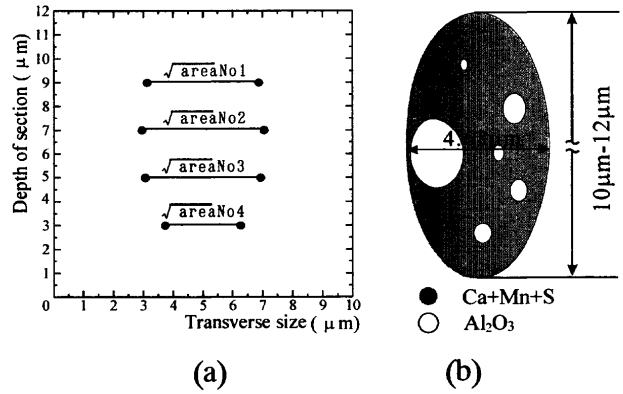 Depth of section ( μm)
12
11
10
9
8
7
6
5
4
3
2
1
0
√areaNo1
√areaNo2
√areaNo3
√areaNo4
0 1 2 3 4 5 6 7 8 9 10
Transverse size ( μm)
(a)
10μm-12μm
Ca+Mn+S
Al₂O₃
(b)